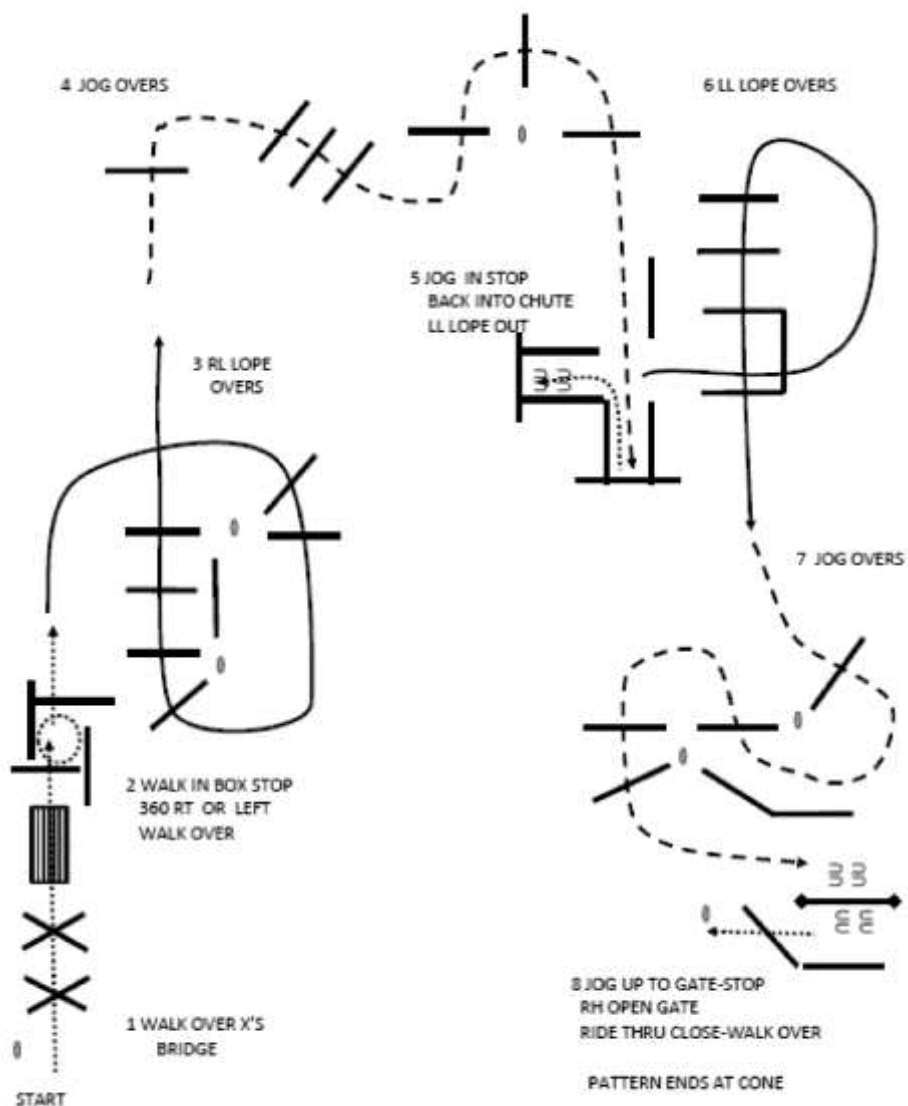 4 JOG OVERS
6 LL LOPE OVERS
5 JOG IN STOP
BACK INTO CHUTE
LL LOPE OUT
3 RL LOPE
OVERS
7 JOG OVERS
2 WALK IN BOX STOP
360 RT OR LEFT
WALK OVER
8 JOG UP TO GATE-STOP
RH OPEN GATE
RIDE THRU CLOSE-WALK OVER
1 WALK OVER X'S
BRIDGE
PATTERN ENDS AT CONE
START